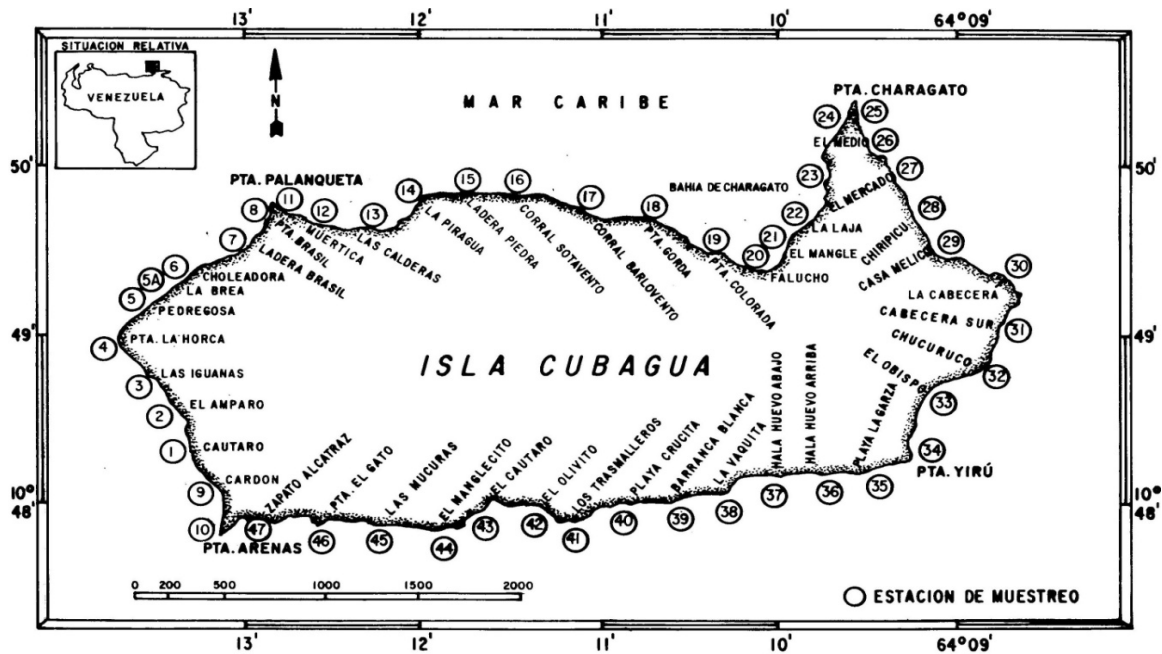 13'
12'
11'
10'
64°09'
SITUACION RELATIVA
VENEZUELA
N
MAR CARIBE
PTA. CHARAGATO
24
25
EL MEDIO
26
50'
50'
PTA. PALANQUETA
14
15
16
BAHIA DE CHARAGATO
23
27
EL MERCADO
8
11
12
13
17
18
22
28
MUERTICA
PTA. BRASIL
LADERA BRASIL
LAS CALDERAS
LA PIRAGUA
LADERA PIEDRA
CORRAL SOTAVENTO
CORRAL BARLOVENTO
PTA. GORDA
LA LAJA
CHIRIPICU
7
19
21
EL MANGLE
29
6
5A
CHOLEADORA
PTA. COLORADA
20
FALUCHO
CASA MELICO
30
5
LA BREA
LA CABECERA
PEDREGOSA
CABECERA SUR
31
49'
49'
4
PTA. LA HORCA
CHUCURUCO
ISLA CUBAGUA
3
LAS IGUANAS
EL OBISPO
32
2
EL AMPARO
33
HALA HUEVO ABAJO
HALA HUEVO ARRIBA
PLAYA LA GARZA
1
CAUTARO
34
PTA. YIRÚ
9
CARDON
ZAPATO ALCATRAZ
PTA. EL GATO
LAS MUCURAS
EL MANGLECITO
EL CAUTARO
EL OLIVITO
LOS TRASMALLEROS
PLAYA CRUCITA
BARRANCA BLANCA
LA VAQUITA
10°
48'
10°
48'
10
PTA. ARENAS
47
46
45
44
43
42
41
40
39
38
37
36
35
0 200 500 1000 1500 2000
ESTACION DE MUESTREO
13'
12'
11'
10'
64°09'